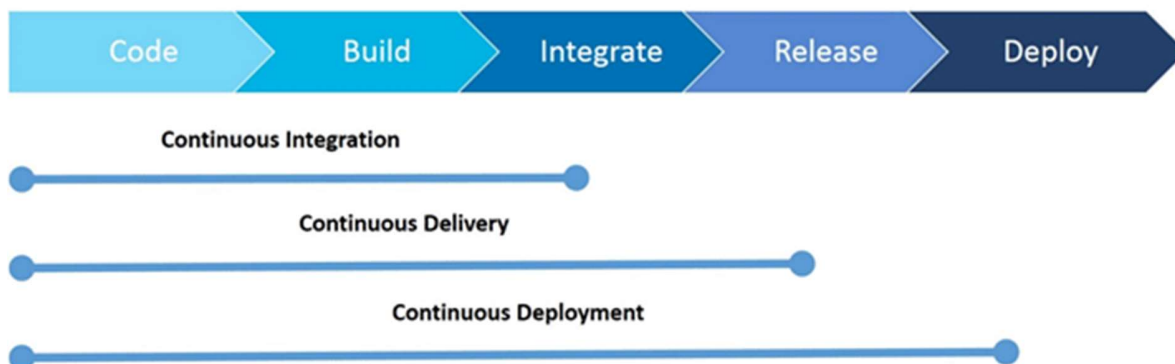 Code Build Integrate Release Deploy
Continuous Integration
Continuous Delivery
Continuous Deployment